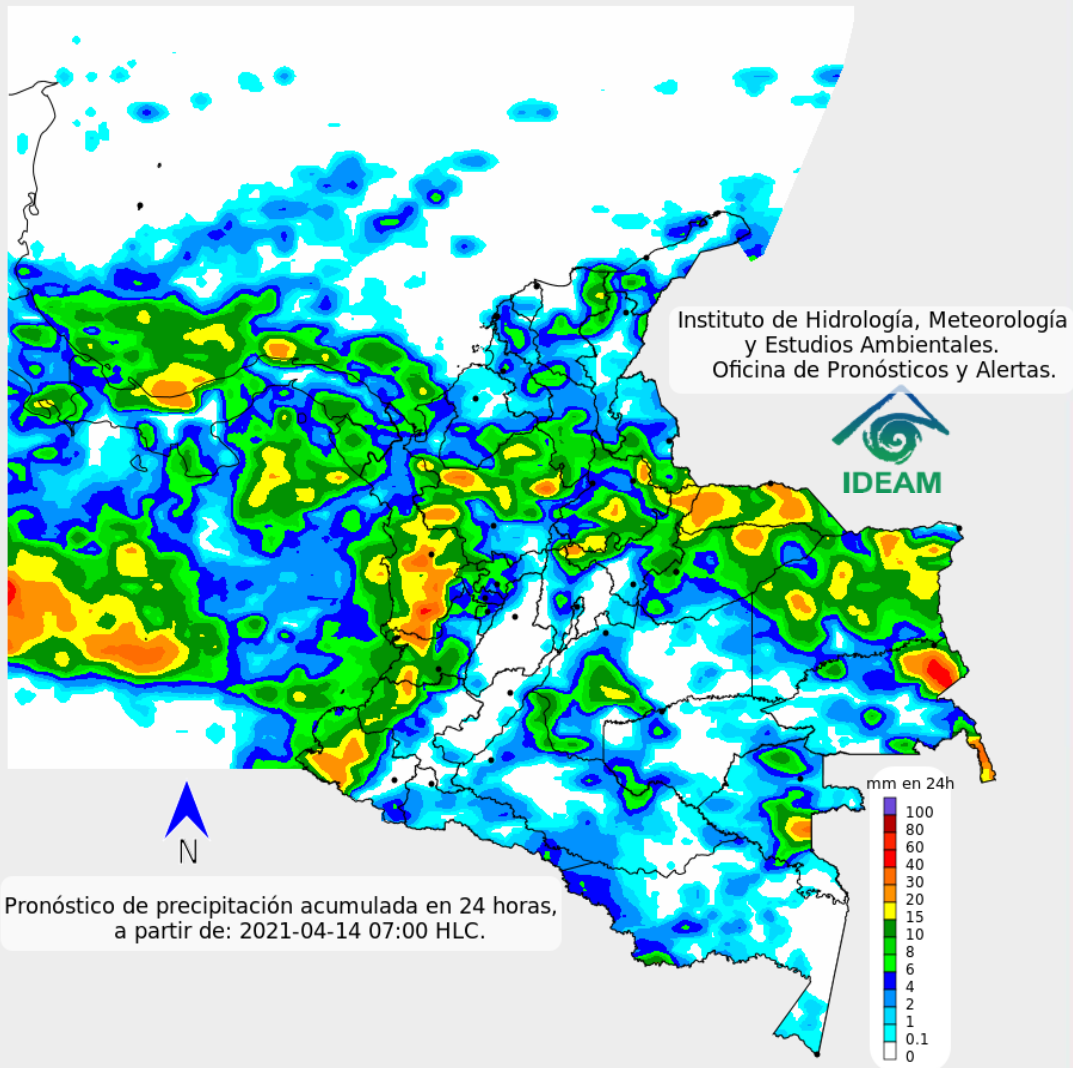 Instituto de Hidrología, Meteorología
y Estudios Ambientales.
Oficina de Pronósticos y Alertas.
IDEAM
mm en 24h
100
80
60
40
30
20
15
10
8
6
4
2
1
0.1
0
N
Pronóstico de precipitación acumulada en 24 horas,
a partir de: 2021-04-14 07:00 HLC.